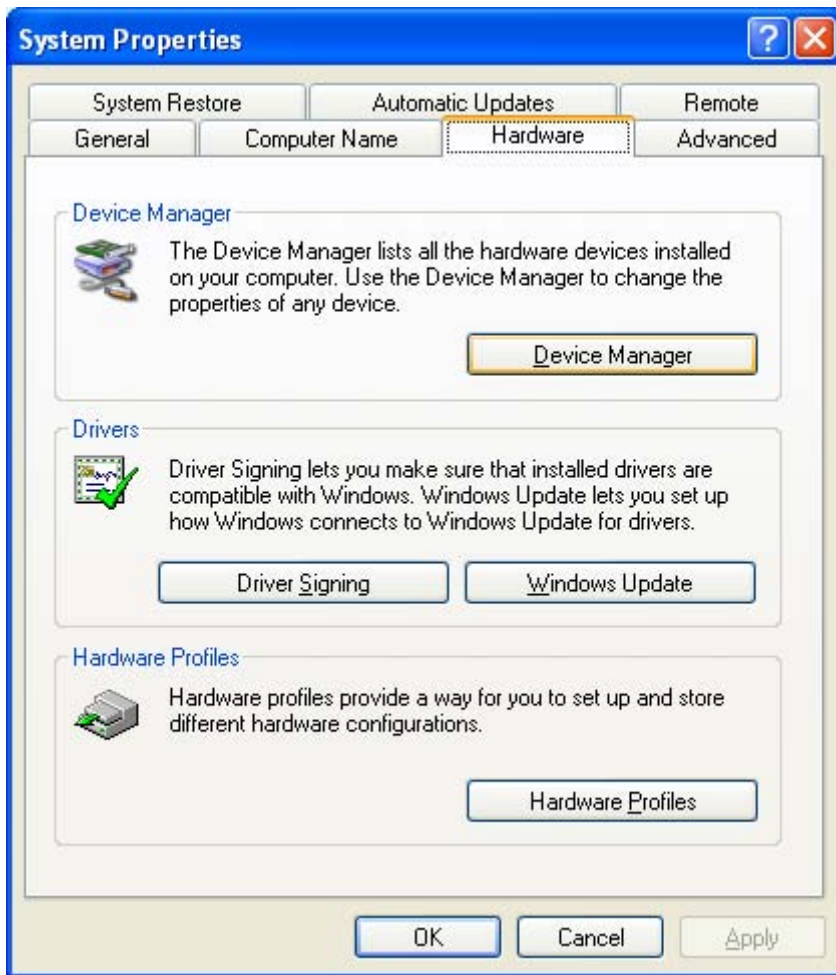 System Properties
System Restore Automatic Updates Remote
General Computer Name Hardware Advanced
Device Manager
The Device Manager lists all the hardware devices installed
on your computer. Use the Device Manager to change the
properties of any device.
Device Manager
Drivers
Driver Signing lets you make sure that installed drivers are
compatible with Windows. Windows Update lets you set up
how Windows connects to Windows Update for drivers.
Driver Signing Windows Update
Hardware Profiles
Hardware profiles provide a way for you to set up and store
different hardware configurations.
Hardware Profiles
OK Cancel Apply